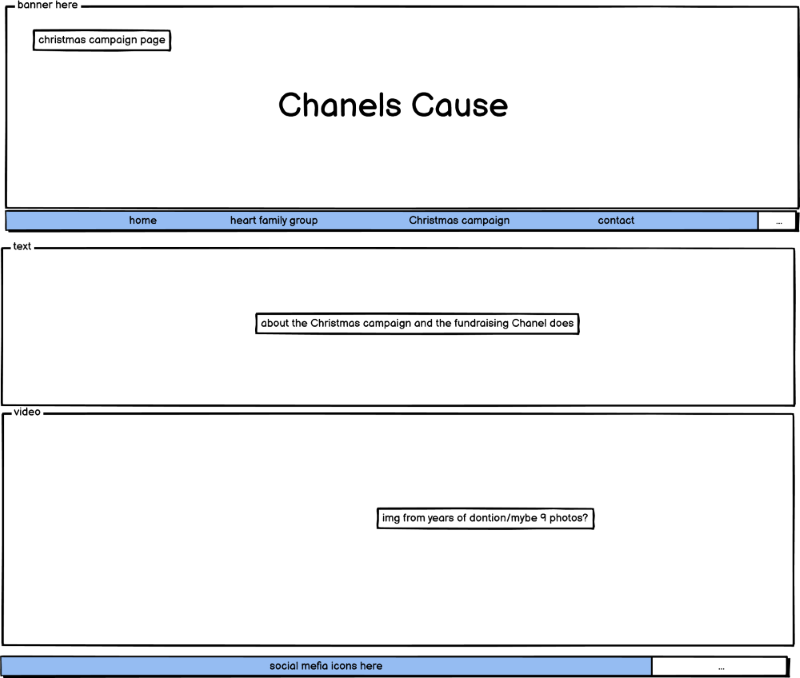 banner here
christmas campaign page
Chanels Cause
home heart family group Christmas campaign contact ...
text
about the Christmas campaign and the fundraising Chanel does
video
img from years of dontion/mybe 9 photos?
social mefia icons here ...